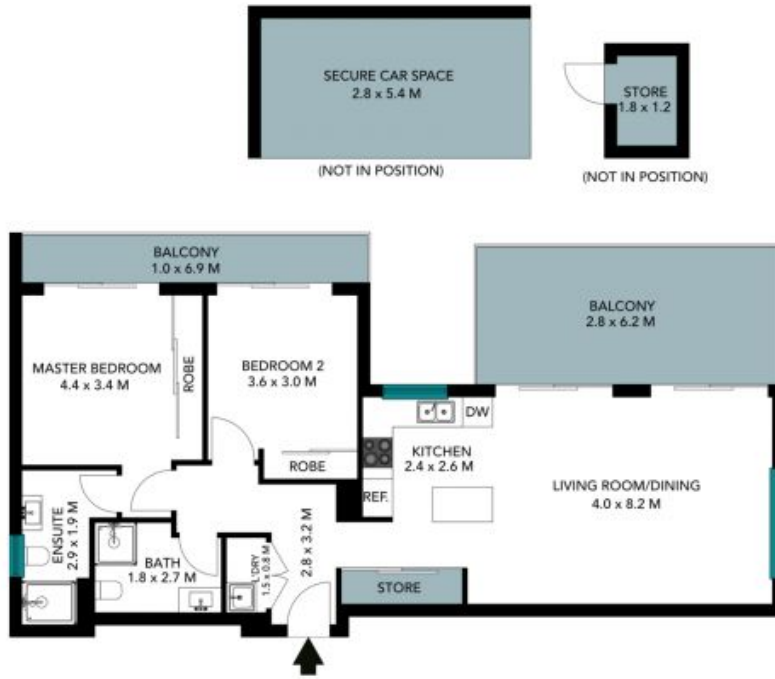 SECURE CAR SPACE
2.8 x 5.4 M
(NOT IN POSITION)
STORE
1.8 x 1.2
(NOT IN POSITION)
BALCONY
1.0 x 6.9 M
BALCONY
2.8 x 6.2 M
MASTER BEDROOM
4.4 x 3.4 M
ROBE
BEDROOM 2
3.6 x 3.0 M
ROBE
DW
KITCHEN
2.4 x 2.6 M
REF.
LIVING ROOM/DINING
4.0 x 8.2 M
ENSUITE
2.9 x 1.9 M
BATH
1.8 x 2.7 M
L'DRY
1.5 x 0.8 M
2.8 x 3.2 M
STORE